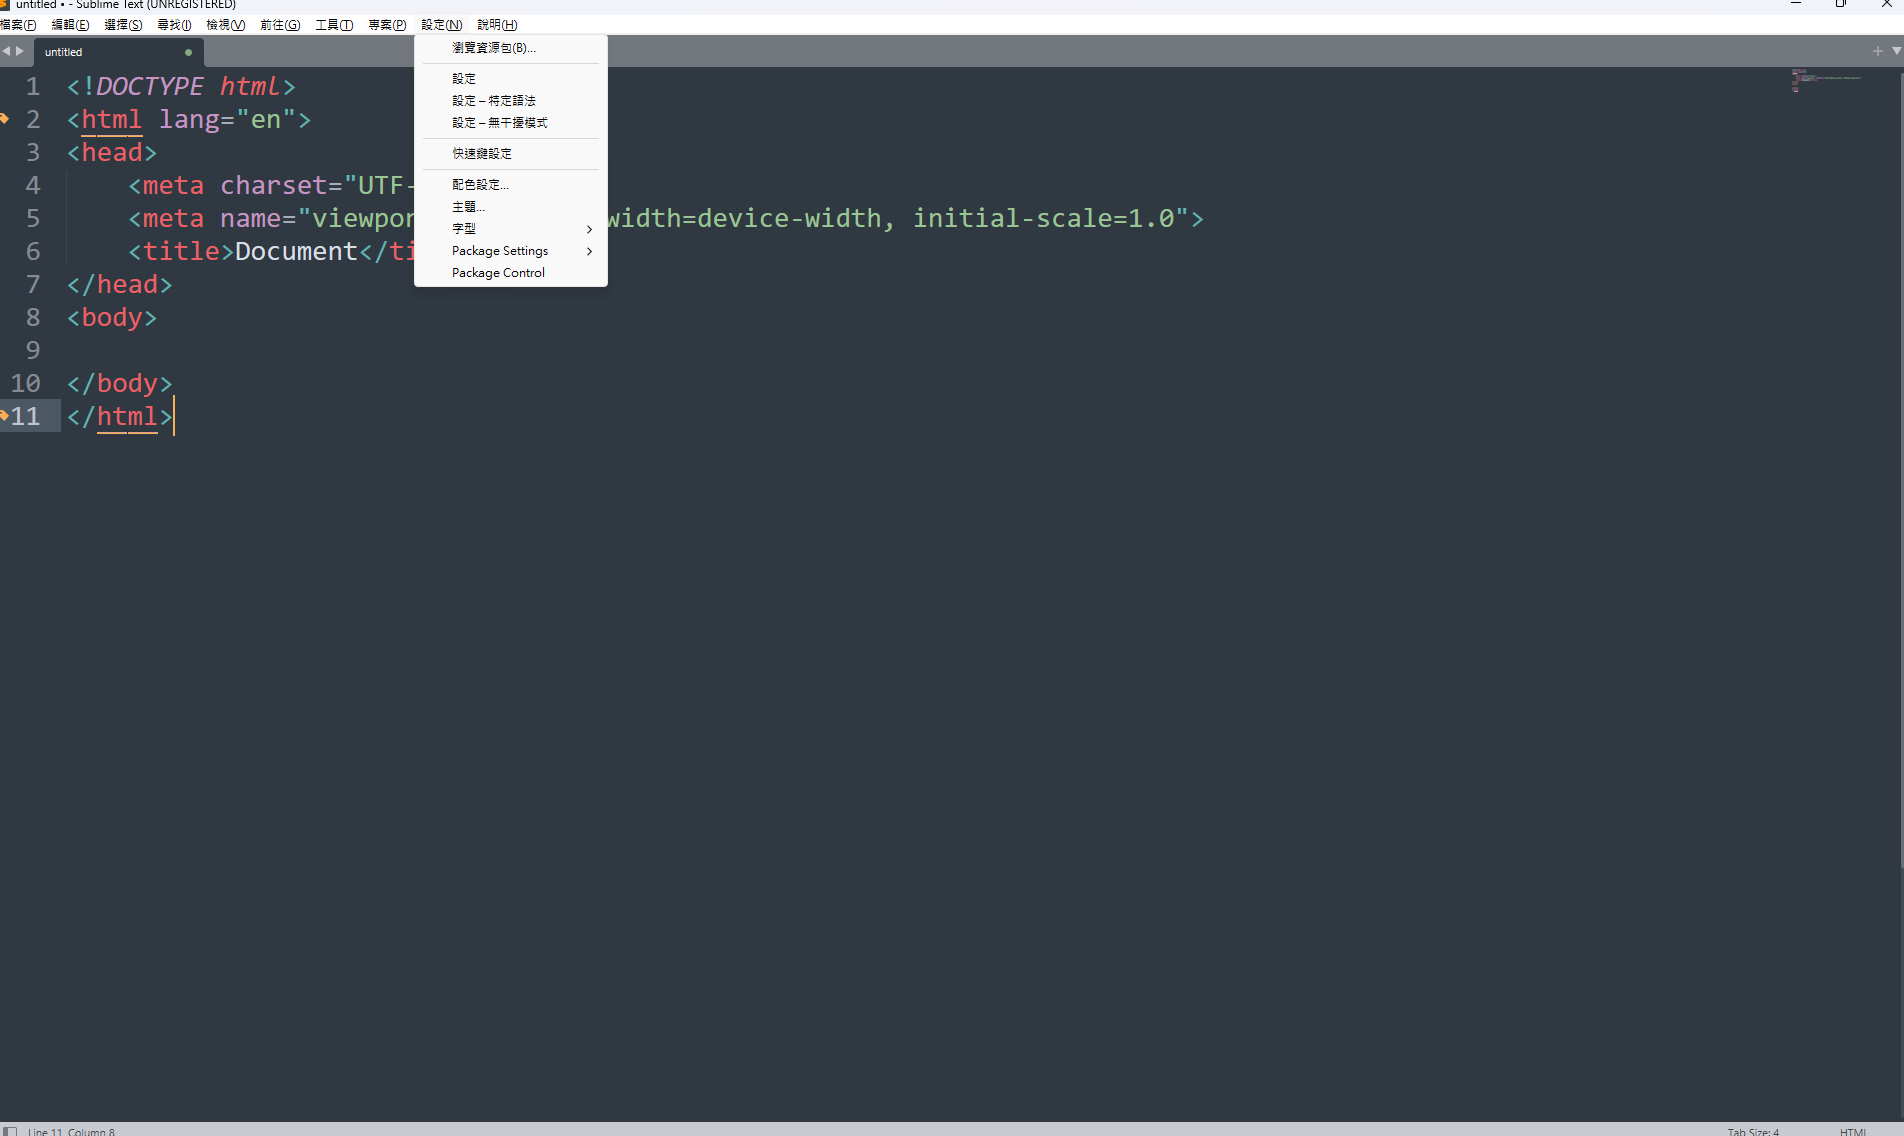 untitled • - Sublime Text (UNREGISTERED)
檔案(F) 編輯(E) 選擇(S) 尋找(I) 檢視(V) 前往(G) 工具(T) 專案(P) 設定(N) 說明(H)
untitled
瀏覽資源包(B)...
設定
設定 – 特定語法
設定 – 無干擾模式
快速鍵設定
配色設定...
主題...
字型
Package Settings
Package Control
1 <!DOCTYPE html>
2 <html lang="en">
3 <head>
4 <meta charset="UTF-
5 <meta name="viewpor width=device-width, initial-scale=1.0">
6 <title>Document</ti
7 </head>
8 <body>
9
10 </body>
11 </html>
Line 11, Column 8
Tab Size: 4
HTML